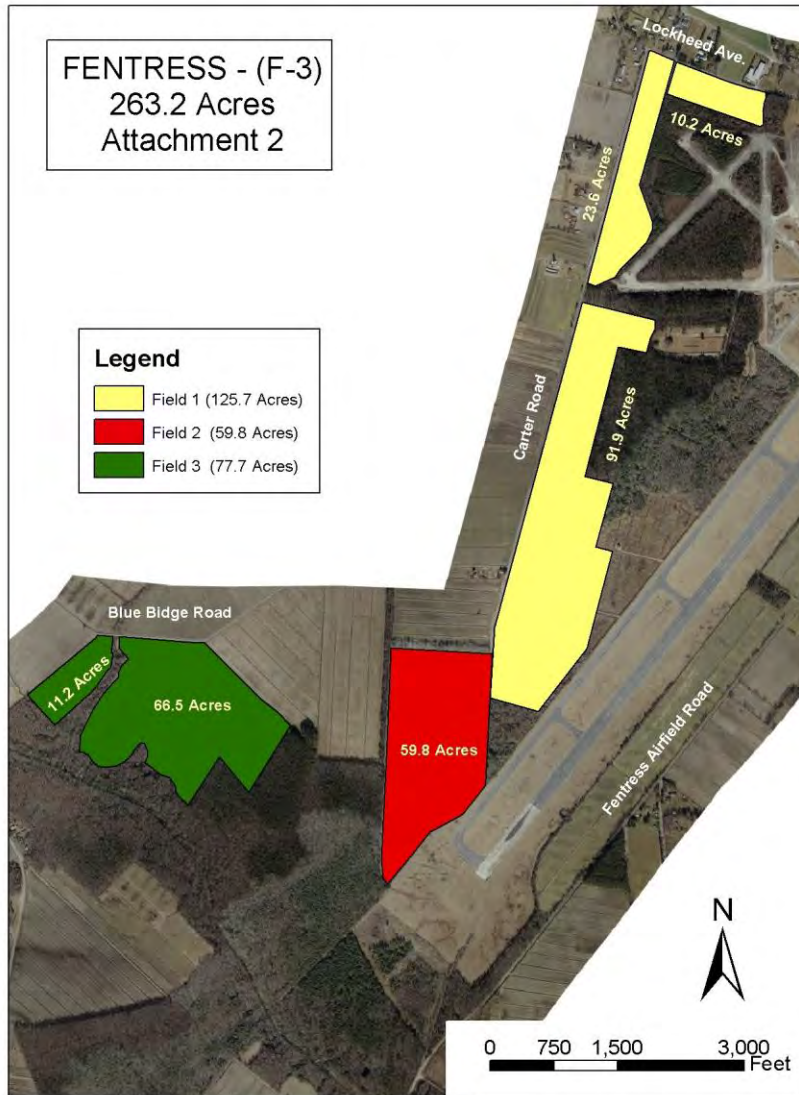 FENTRESS - (F-3)
263.2 Acres
Attachment 2
Lockheed Ave.
10.2 Acres
23.6 Acres
Legend
Field 1 (125.7 Acres)
Field 2 (59.8 Acres)
Field 3 (77.7 Acres)
Carter Road
91.9 Acres
Blue Bidge Road
11.2 Acres
66.5 Acres
59.8 Acres
Fentress Airfield Road
N
0 750 1,500 3,000
Feet